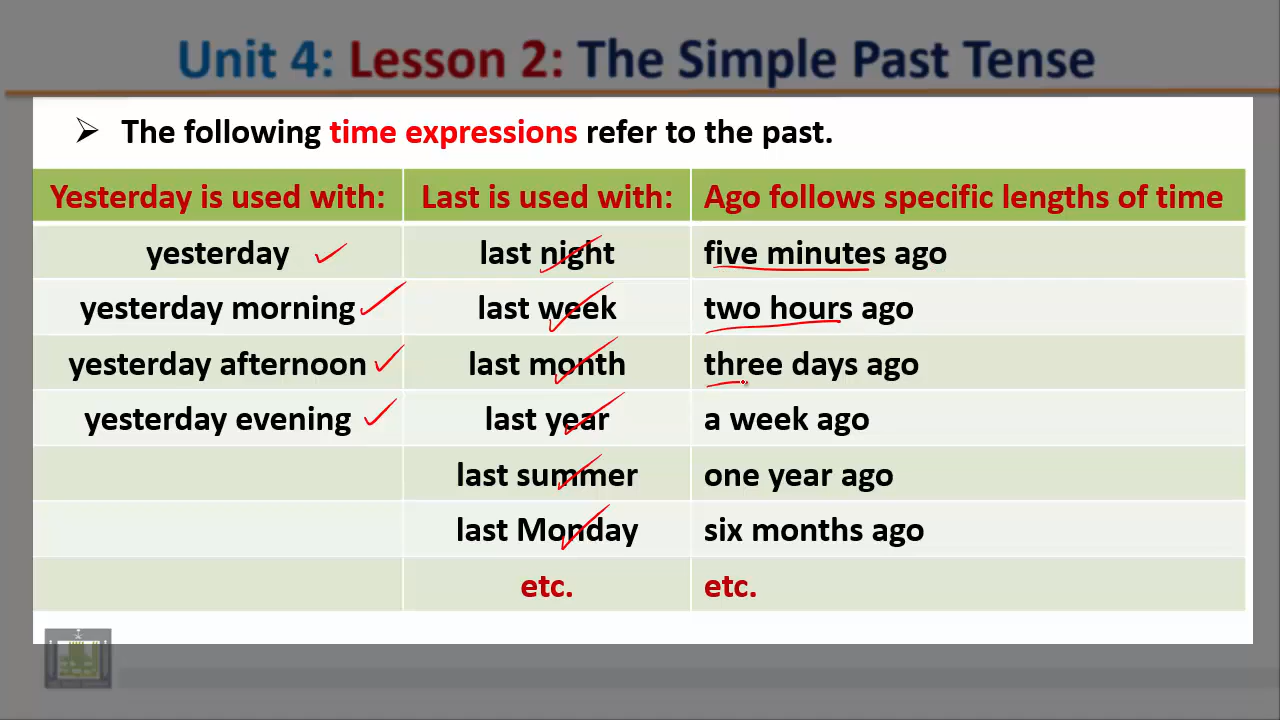 Unit 4: Lesson 2: The Simple Past Tense
The following time expressions refer to the past.
Yesterday is used with: Last is used with: Ago follows specific lengths of time
yesterday last night five minutes ago
yesterday morning last week two hours ago
yesterday afternoon last month three days ago
yesterday evening last year a week ago
last summer one year ago
last Monday six months ago
etc. etc.